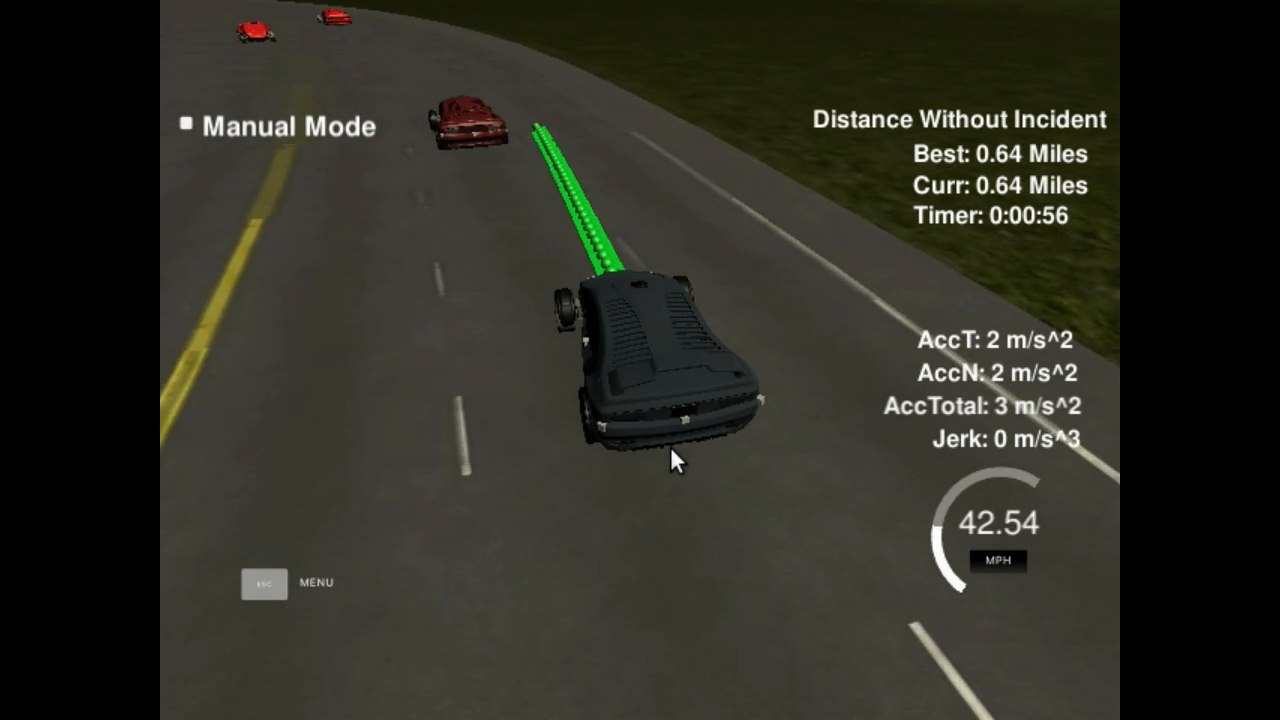 Manual Mode
Distance Without Incident
Best: 0.64 Miles
Curr: 0.64 Miles
Timer: 0:00:56
AccT: 2 m/s^2
AccN: 2 m/s^2
AccTotal: 3 m/s^2
Jerk: 0 m/s^3
42.54
MPH
ESC MENU